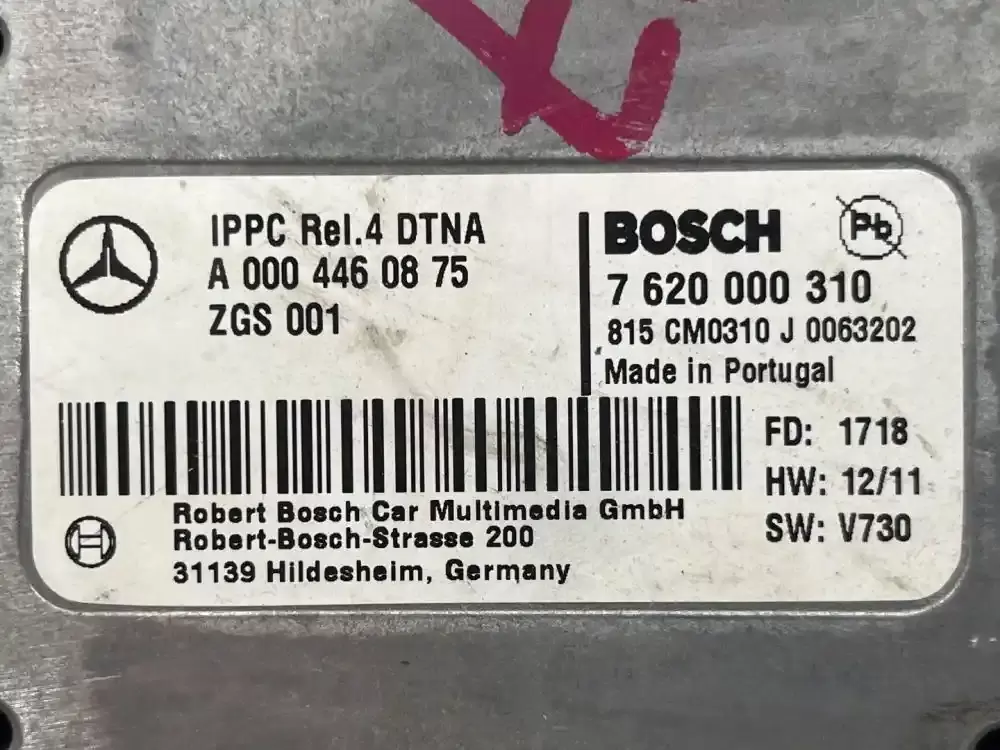 IPPC Rel.4 DTNA
A 000 446 08 75
ZGS 001
BOSCH
Pb
7 620 000 310
815 CM0310 J 0063202
Made in Portugal
FD: 1718
HW: 12/11
SW: V730
Robert Bosch Car Multimedia GmbH
Robert-Bosch-Strasse 200
31139 Hildesheim, Germany